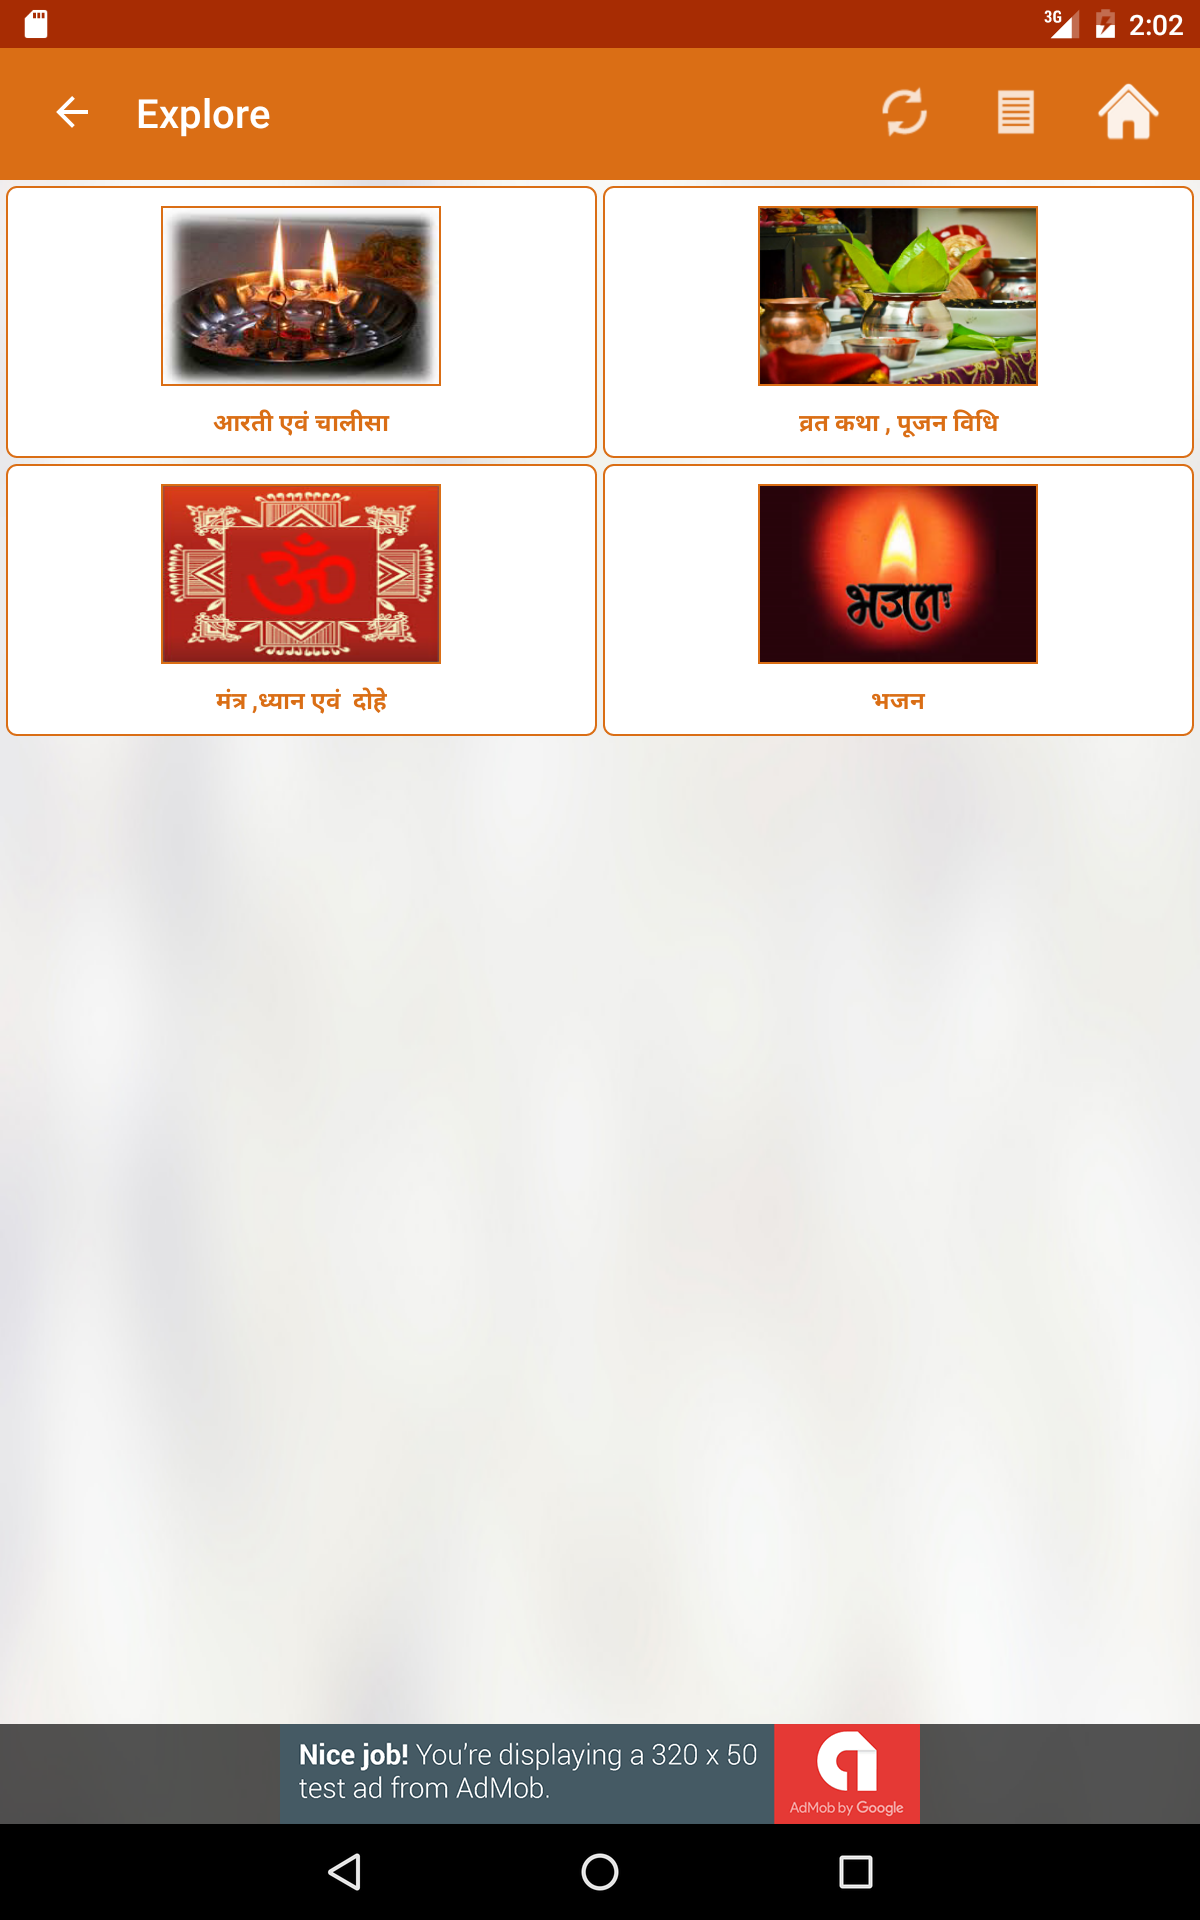 3G 2:02
Explore
आरती एवं चालीसा
व्रत कथा , पूजन विधि
ॐ
भजन
मंत्र ,ध्यान एवं  दोहे
भजन
Nice job! You're displaying a 320 x 50
test ad from AdMob.
AdMob by Google